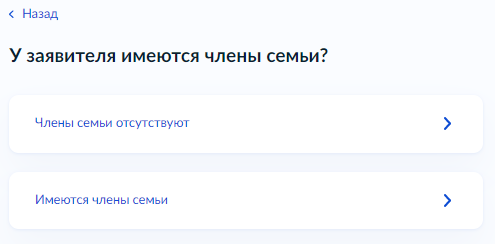 Назад
У заявителя имеются члены семьи?
Члены семьи отсутствуют
Имеются члены семьи